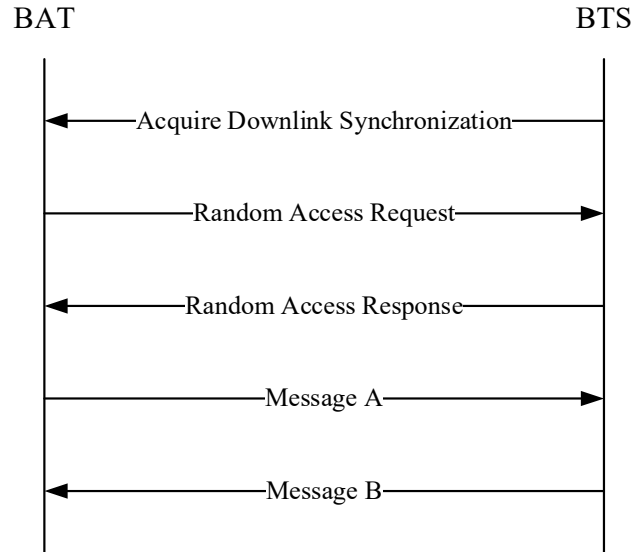 BAT BTS
Acquire Downlink Synchronization
Random Access Request
Random Access Response
Message A
Message B